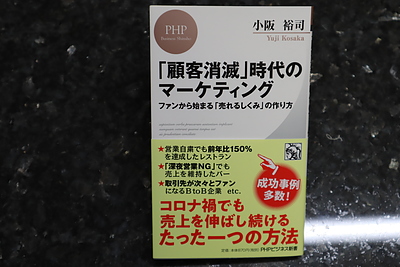 PHP
Business Shinsho
小阪 裕司
Yuji Kosaka
「顧客消滅」時代の
マーケティング
ファンから始まる「売れるしくみ」の作り方
★営業自粛でも前年比150%
を達成したレストラン
★「深夜営業NG」でも
売上を維持したバー
★取引先が次々とファン
になるBtoB企業 etc.
成功事例
多数!
コロナ禍でも
売上を伸ばし続ける
たった一つの方法
PHPビジネス新書